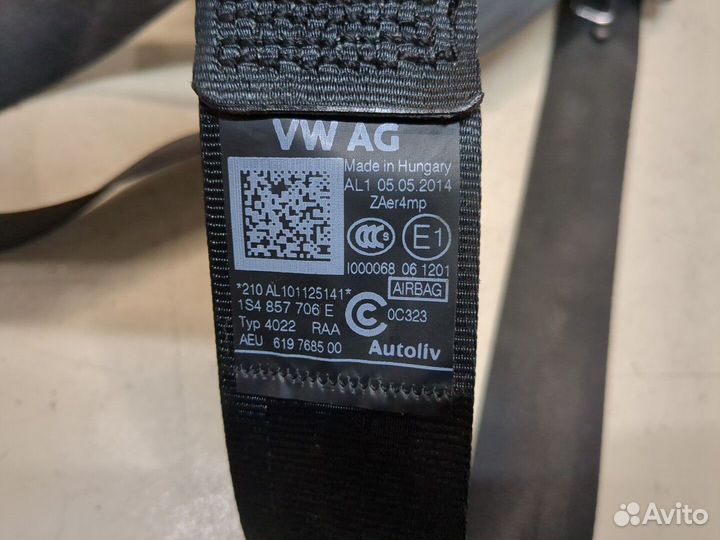 VW AG
Made in Hungary
AL1 05.05.2014
ZAer4mp
CCC S
E1
I000068 06 1201
*210 AL101125141*
AIRBAG
1S4 857 706 E
C 0C323
Typ 4022 RAA
AEU 619 7685 00
Autoliv
Avito